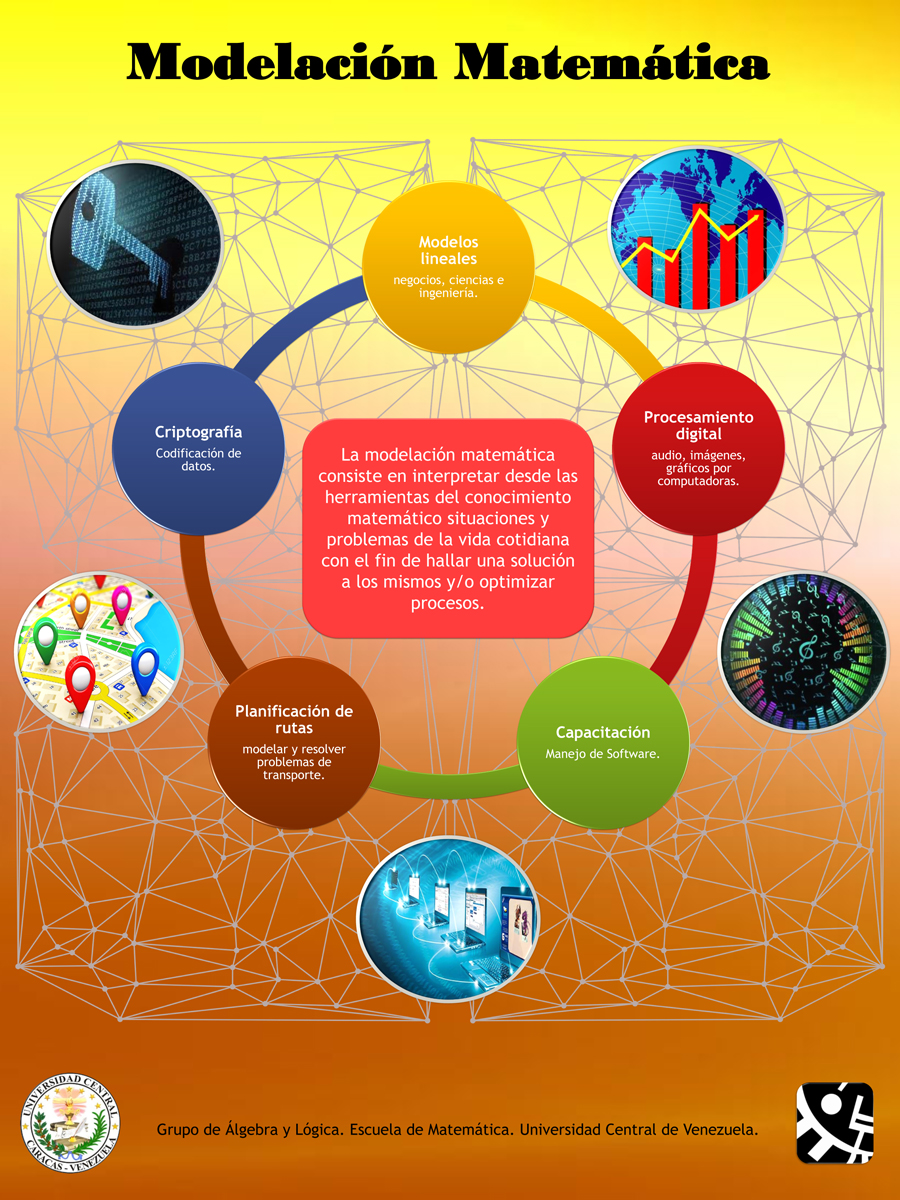 Modelación Matemática
Modelos
lineales
negocios, ciencias e
ingeniería.
Procesamiento
digital
audio, imágenes,
gráficos por
computadoras.
Criptografía
Codificación de
datos.
La modelación matemática
consiste en interpretar desde las
herramientas del conocimiento
matemático situaciones y
problemas de la vida cotidiana
con el fin de hallar una solución
a los mismos y/o optimizar
procesos.
Planificación de
rutas
modelar y resolver
problemas de
transporte.
Capacitación
Manejo de Software.
UNIVERSIDAD CENTRAL
CARACAS - VENEZUELA
Grupo de Álgebra y Lógica. Escuela de Matemática. Universidad Central de Venezuela.